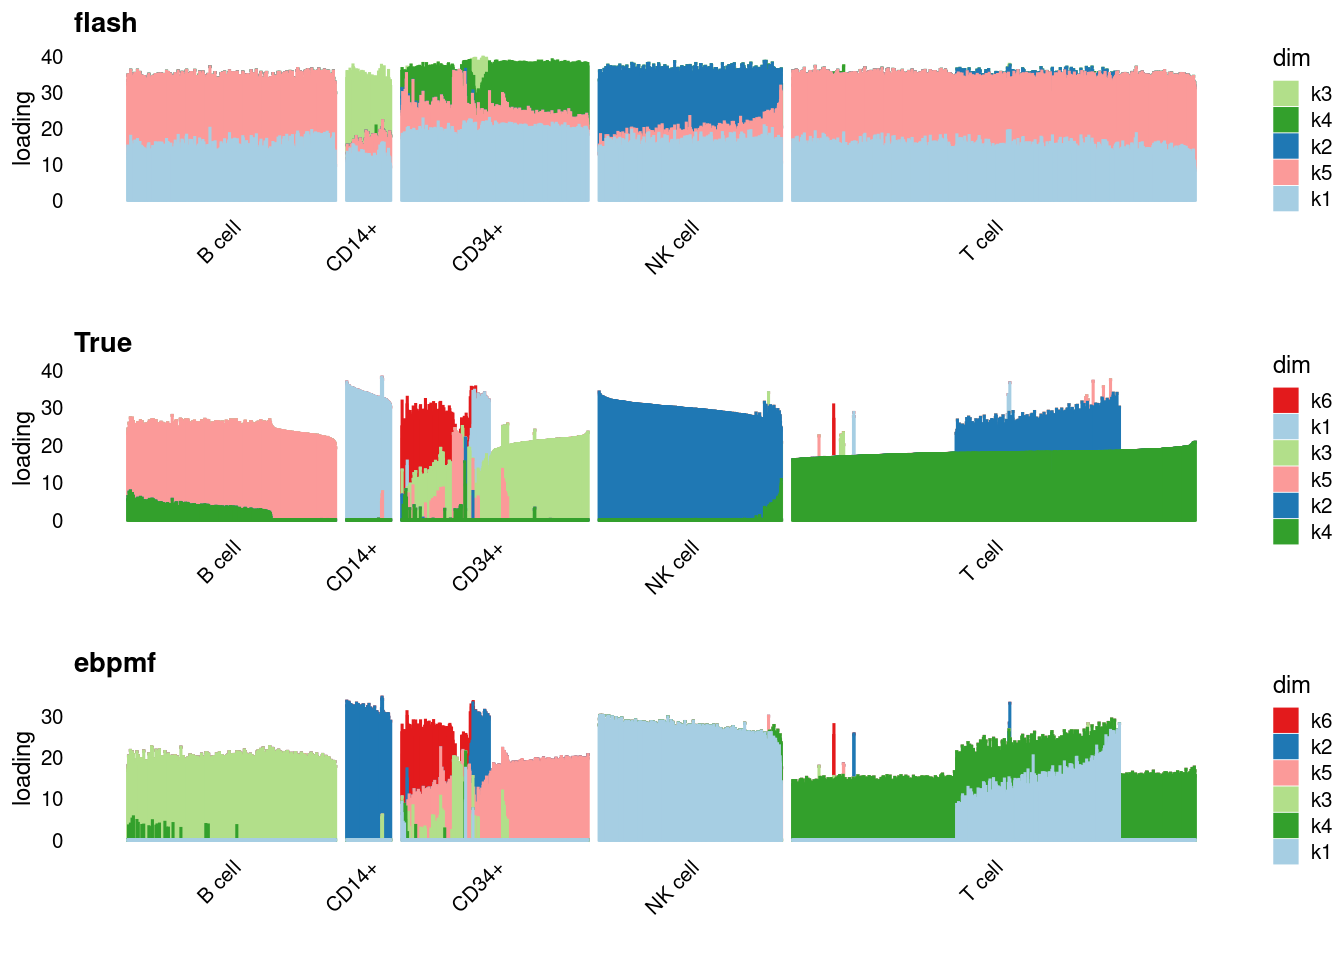 flash
40
30
20
10
0
loading
B cell
CD14+
CD34+
NK cell
T cell
dim
k3
k4
k2
k5
k1
True
40
30
20
10
0
loading
B cell
CD14+
CD34+
NK cell
T cell
dim
k6
k1
k3
k5
k2
k4
ebpmf
30
20
10
0
loading
B cell
CD14+
CD34+
NK cell
T cell
dim
k6
k2
k5
k3
k4
k1